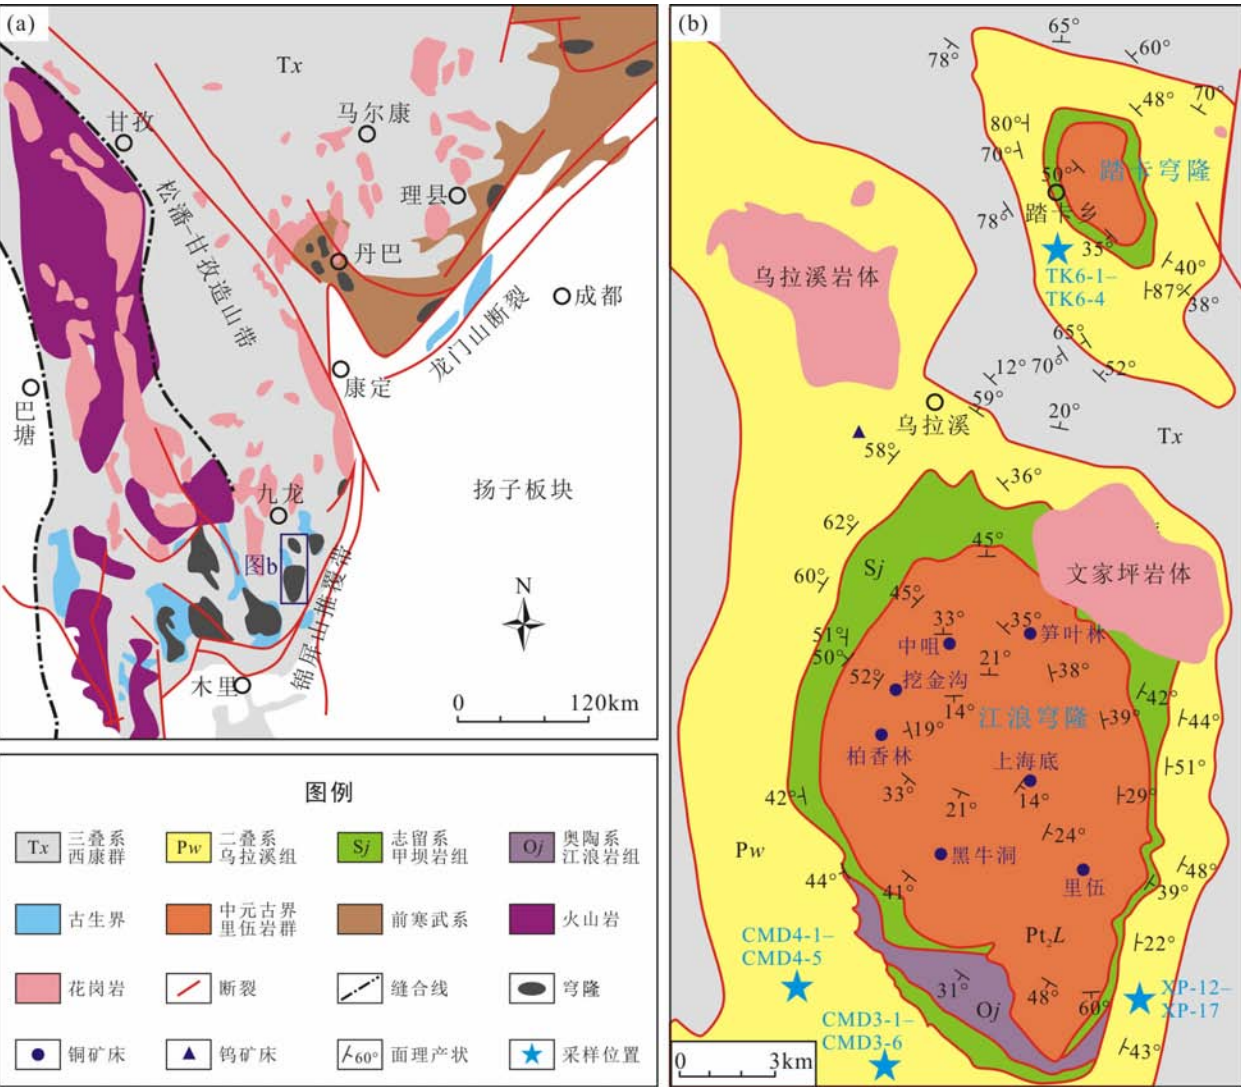 (a)
Tx
甘孜
马尔康
理县
松潘-甘孜造山带
丹巴
成都
龙门山断裂
康定
巴塘
扬子板块
九龙
图b
锦屏山推覆带
N
木里
0 120km
(b)
65°
78°
60°
48°
70°
80°
70°
50°
踏卡穹隆
踏卡乡
78°
35°
TK6-1–
TK6-4
40°
87°
38°
乌拉溪岩体
65°
12°
70°
52°
59°
20°
乌拉溪
Tx
58°
36°
62°
45°
Sj
文家坪岩体
60°
45°
33°
35°
笋叶林
51°
中咀
50°
21°
38°
52°
挖金沟
42°
14°
江浪穹隆
39°
44°
19°
柏香林
上海底
51°
42°
33°
21°
14°
29°
24°
Pw
黑牛洞
48°
44°
41°
里伍
39°
CMD4-1–
CMD4-5
Pt₂L
22°
31°
48°
60°
XP-12–
XP-17
Oj
CMD3-1–
CMD3-6
43°
0 3km
图例
Tx 三叠系
西康群
Pw 二叠系
乌拉溪组
Sj 志留系
甲坝岩组
Oj 奥陶系
江浪岩组
古生界
中元古界
里伍岩群
前寒武系
火山岩
花岗岩
断裂
缝合线
穹隆
铜矿床
钨矿床
60° 面理产状
采样位置